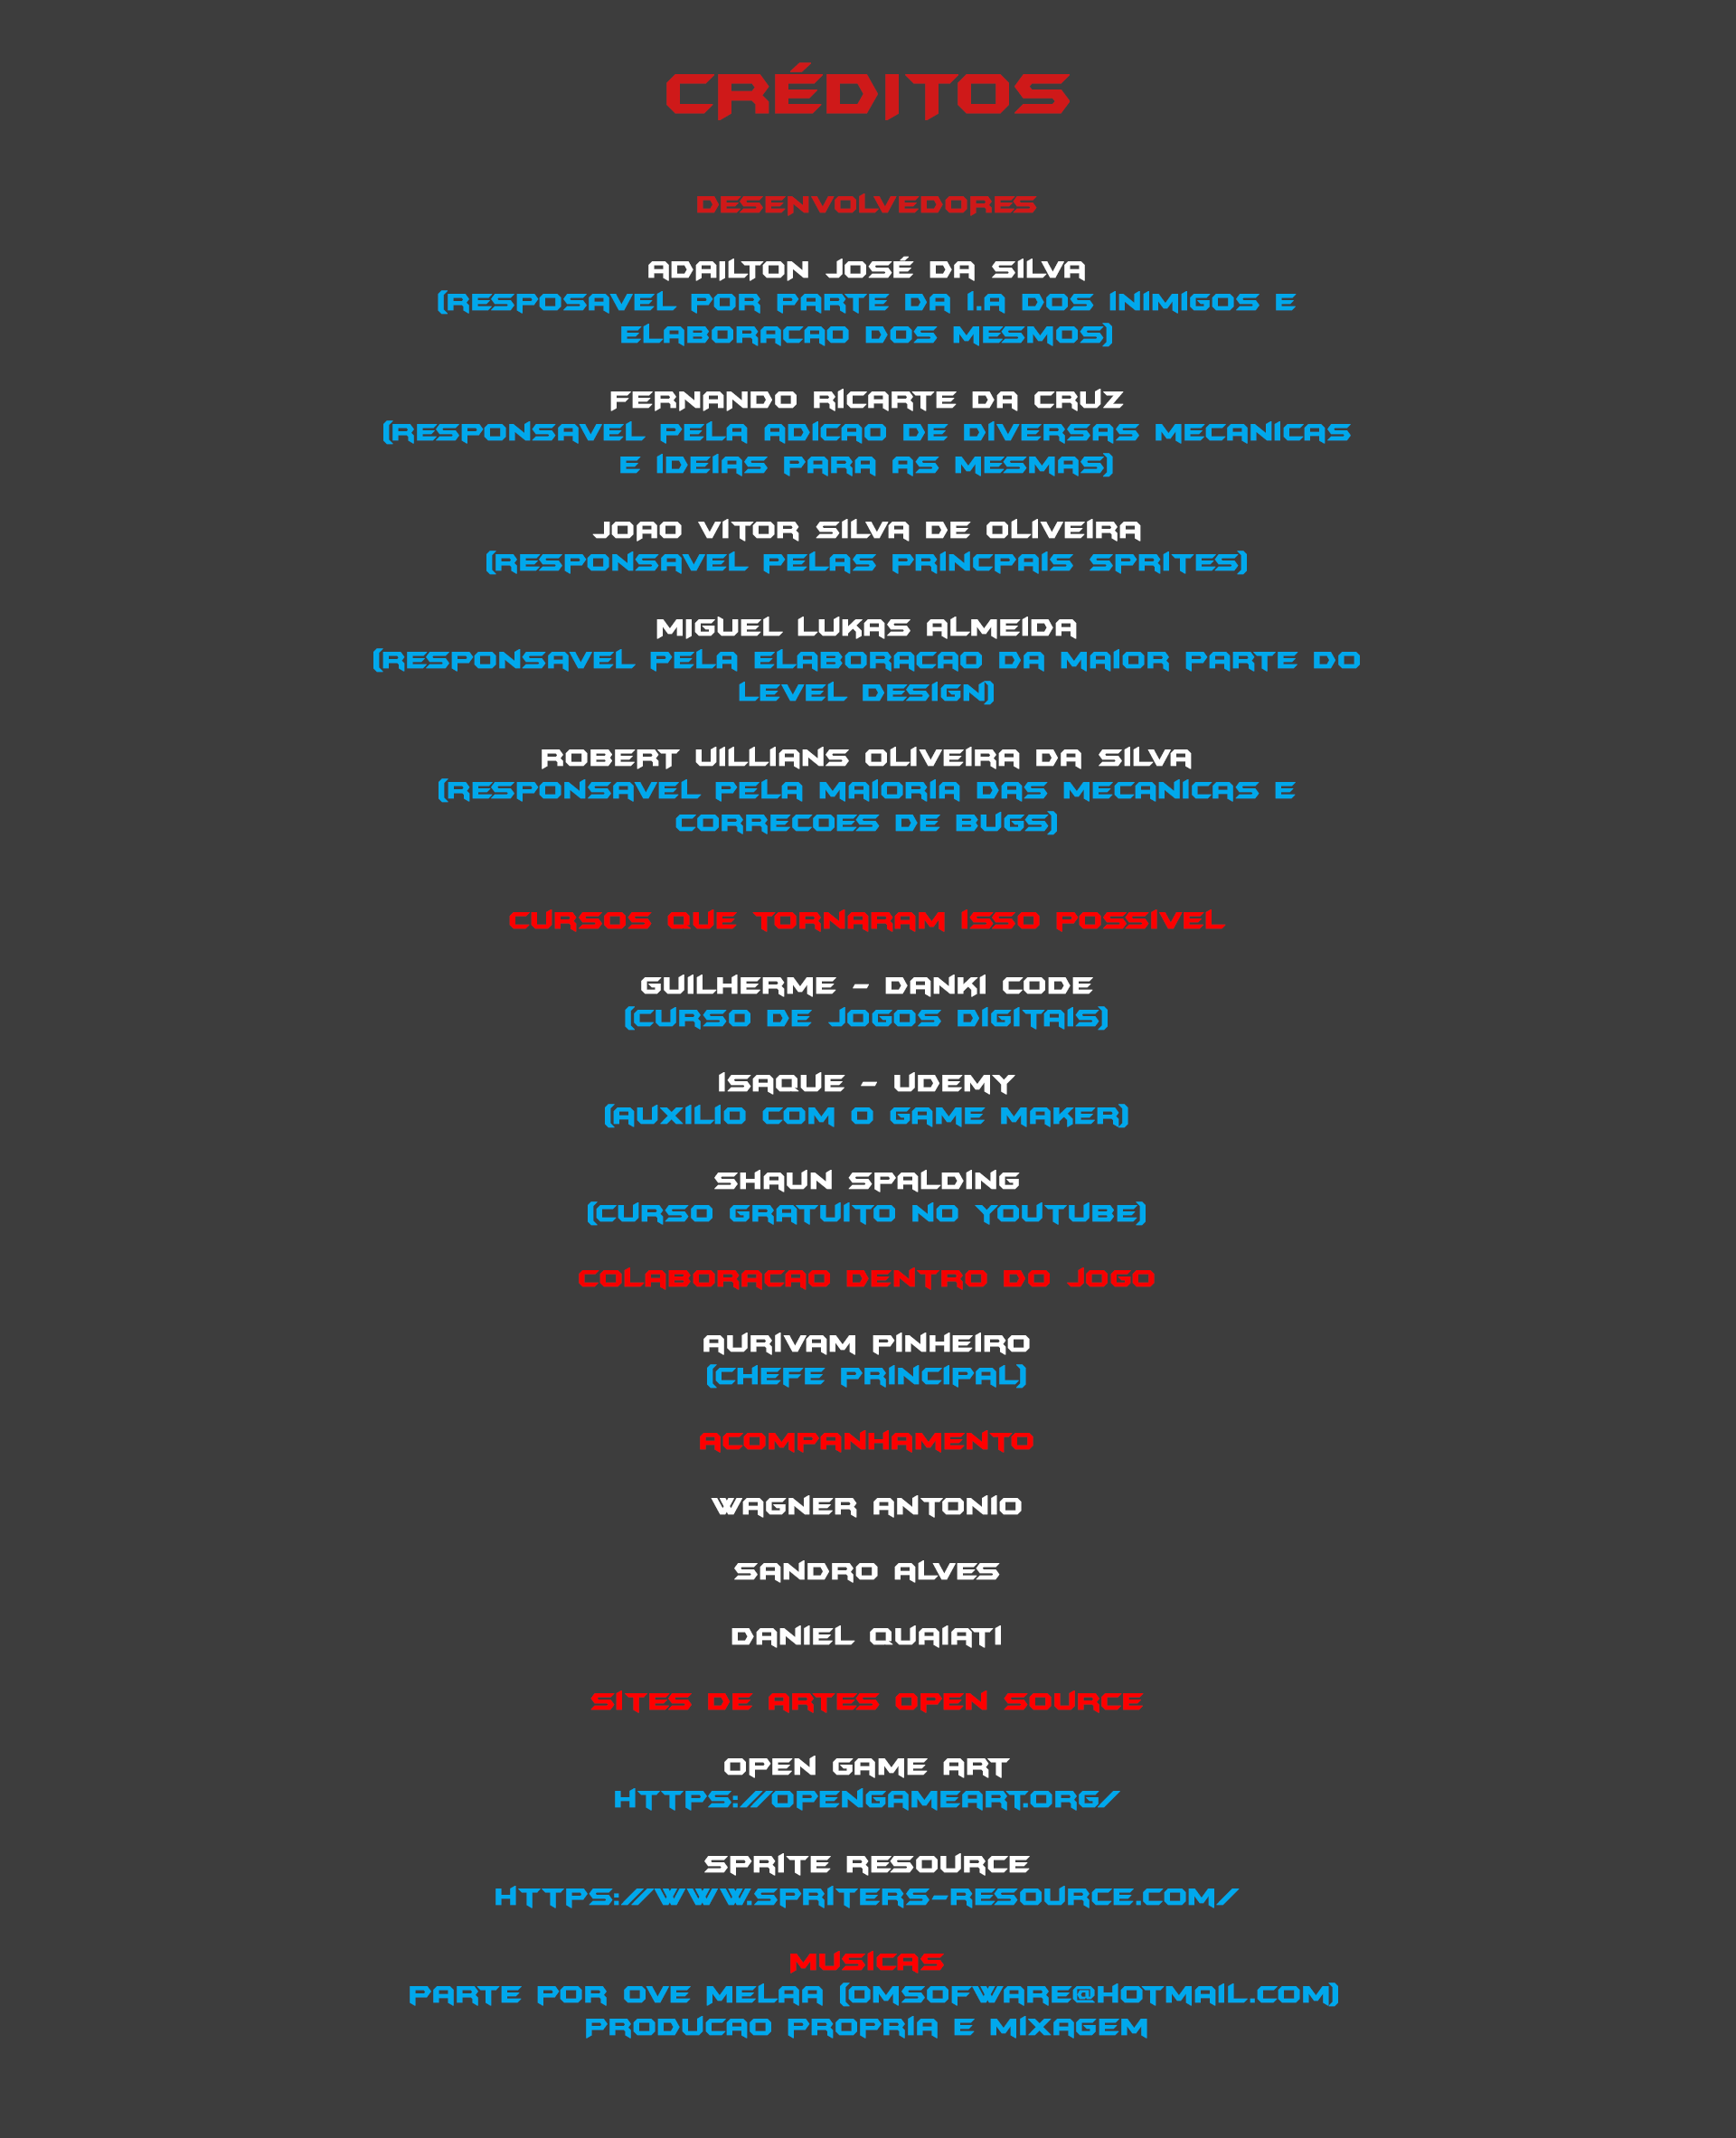 CRÉDITOS
DESENVOLVEDORES
ADAILTON JOSÉ DA SILVA
(RESPOSAVEL POR PARTE DA I.A DOS INIMIGOS E
ELABORACAO DOS MESMOS)
FERNANDO RICARTE DA CRUZ
(RESPONSAVEL PELA ADICAO DE DIVERSAS MECANICAS
E IDEIAS PARA AS MESMAS)
JOAO VITOR SILVA DE OLIVEIRA
(RESPONSAVEL PELAS PRINCPAIS SPRITES)
MIGUEL LUKAS ALMEIDA
(RESPONSAVEL PELA ELABORACAO DA MAIOR PARTE DO
LEVEL DESIGN)
ROBERT UILLIANS OLIVEIRA DA SILVA
(RESPONSAVEL PELA MAIORIA DAS MECANICAS E
CORRECOES DE BUGS)
CURSOS QUE TORNARAM ISSO POSSIVEL
GUILHERME - DANKI CODE
(CURSO DE JOGOS DIGITAIS)
ISAQUE - UDEMY
(AUXILIO COM O GAME MAKER)
SHAUN SPALDING
(CURSO GRATUITO NO YOUTUBE)
COLABORACAO DENTRO DO JOGO
AURIVAM PINHEIRO
(CHEFE PRINCIPAL)
ACOMPANHAMENTO
WAGNER ANTONIO
SANDRO ALVES
DANIEL QUAIATI
SITES DE ARTES OPEN SOURCE
OPEN GAME ART
HTTPS://OPENGAMEART.ORG/
SPRITE RESOURCE
HTTPS://WWW.SPRITERS-RESOURCE.COM/
MUSICAS
PARTE POR OVE MELAA (OMSOFWARE@HOTMAIL.COM)
PRODUCAO PROPRIA E MIXAGEM